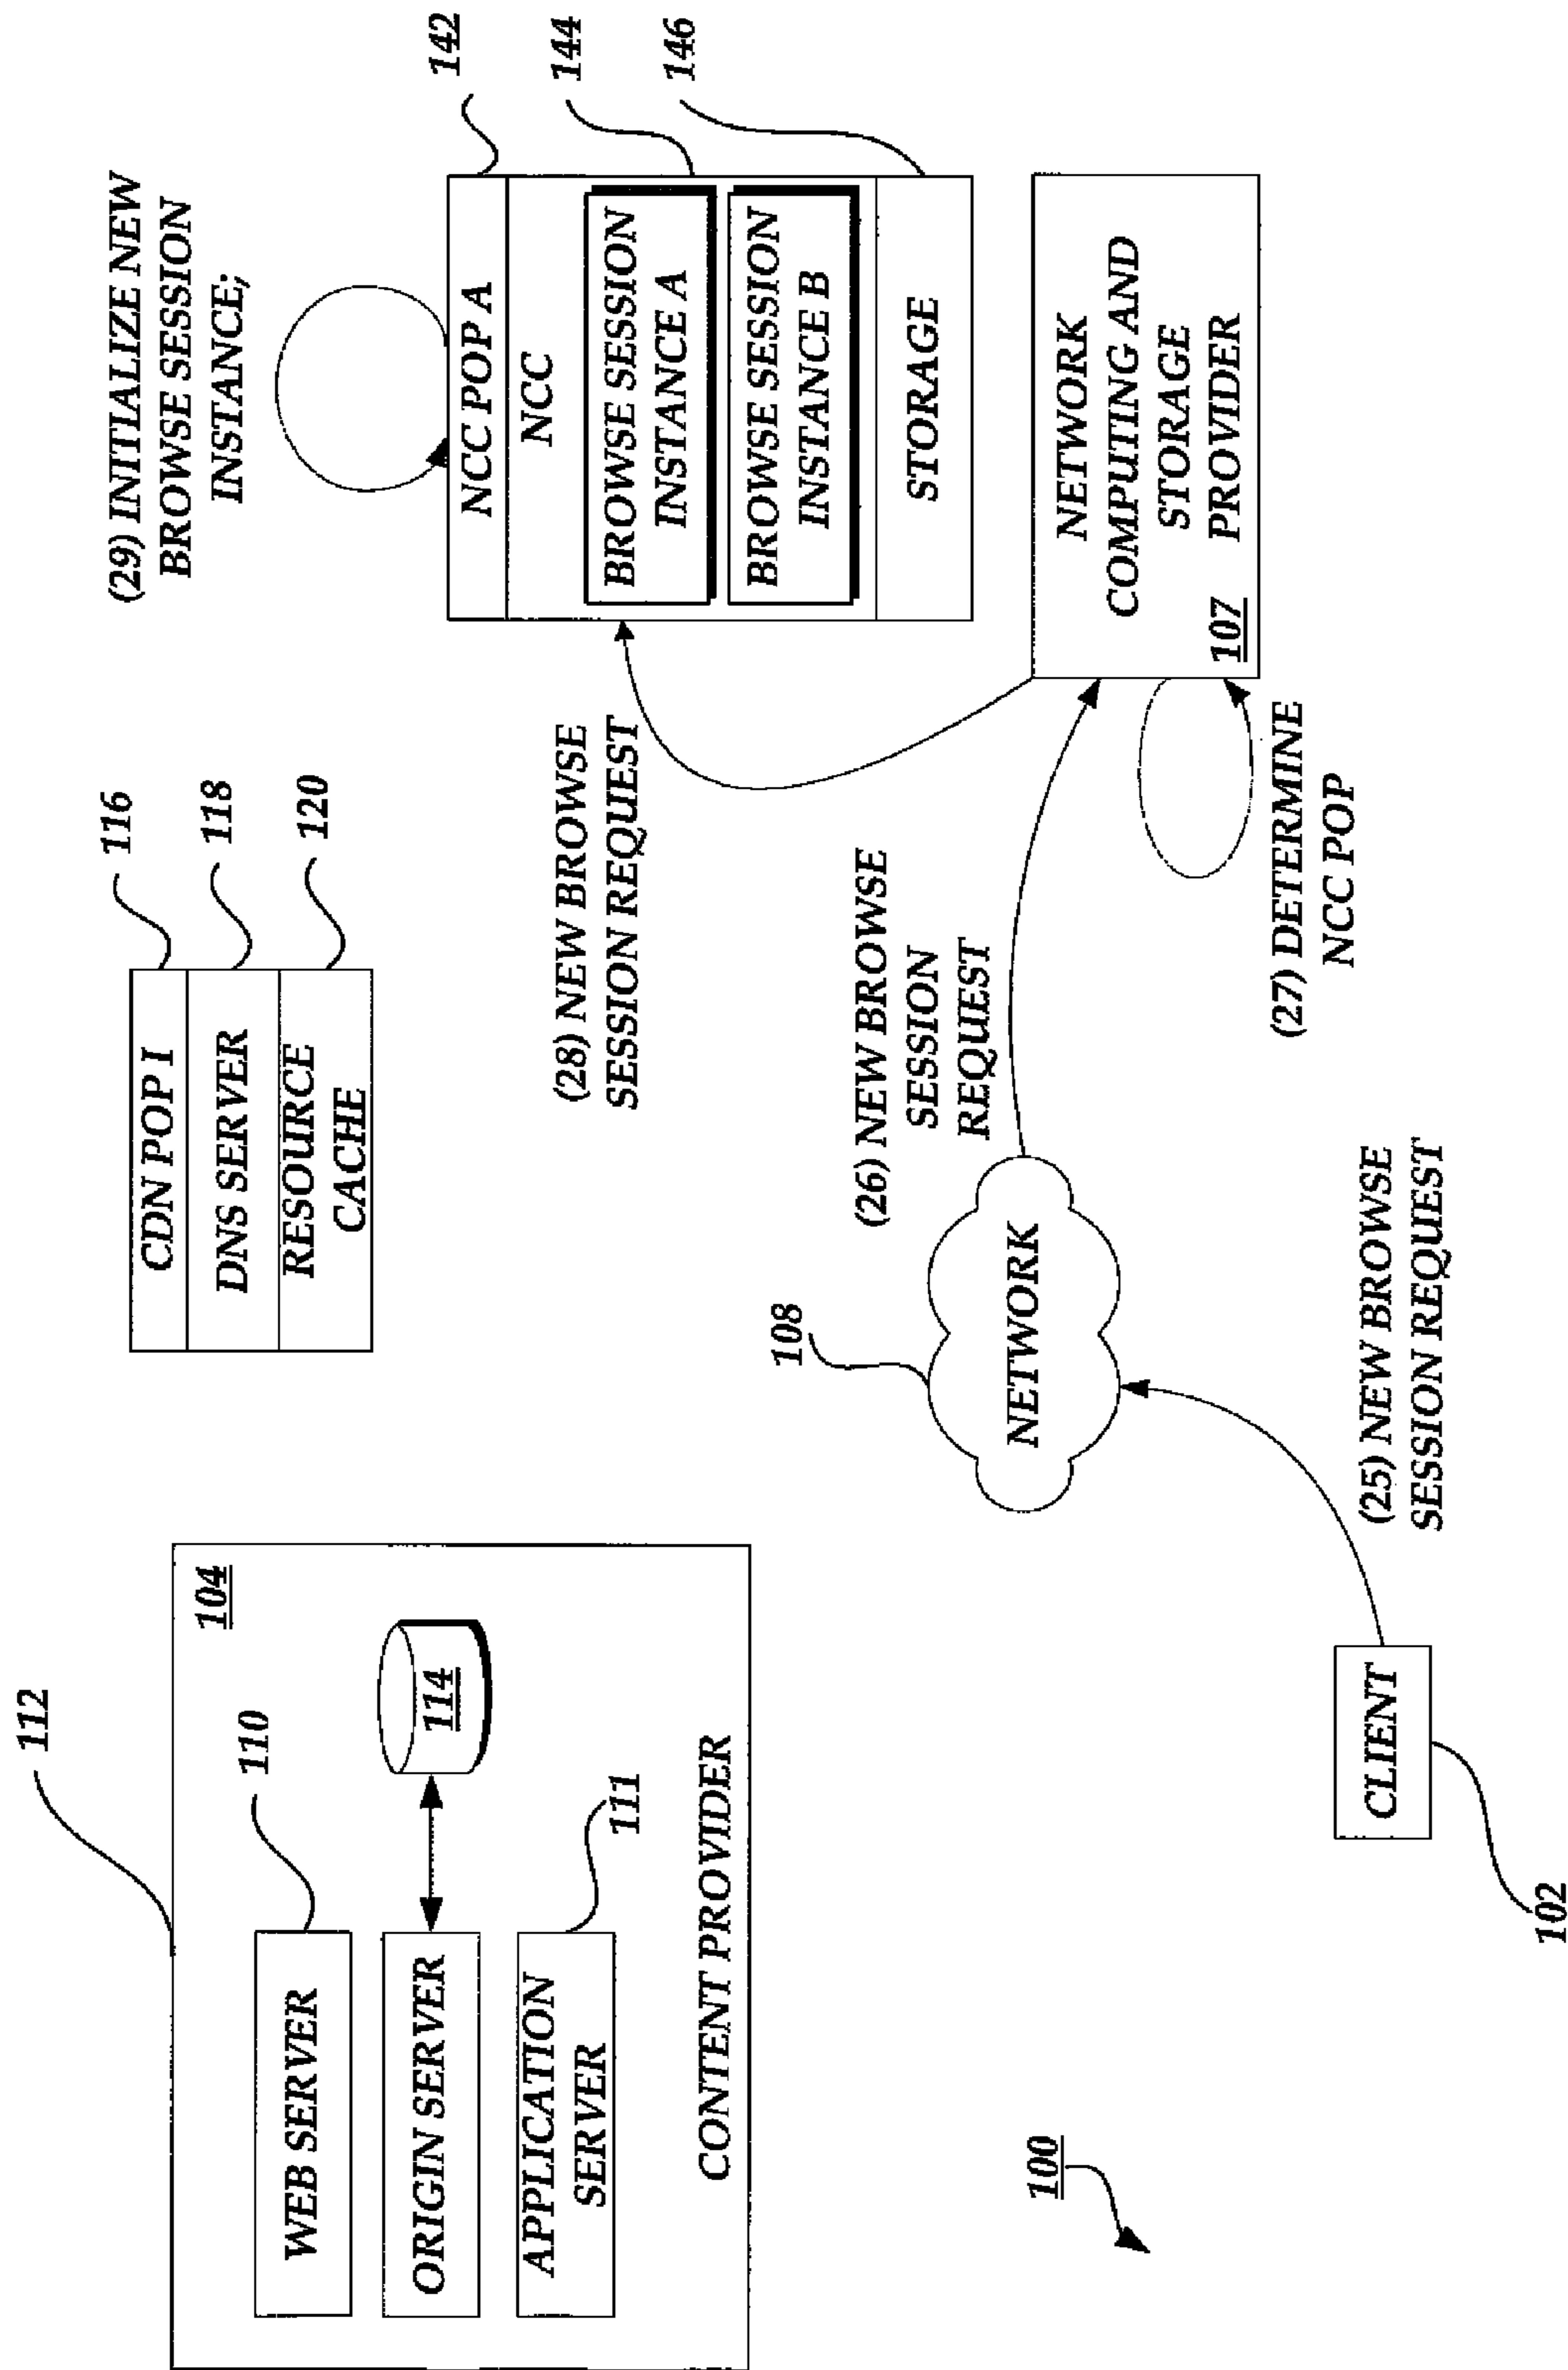 112
104
110
WEB SERVER
ORIGIN SERVER
114
APPLICATION
SERVER
111
CONTENT PROVIDER
116
CDN POP I
118
DNS SERVER
120
RESOURCE
CACHE
(29) INITIALIZE NEW
BROWSE SESSION
INSTANCE;
142
NCC POP A
NCC
144
BROWSE SESSION
INSTANCE A
BROWSE SESSION
INSTANCE B
146
STORAGE
(28) NEW BROWSE
SESSION REQUEST
108
NETWORK
(26) NEW BROWSE
SESSION
REQUEST
NETWORK
COMPUTING AND
STORAGE
PROVIDER
107
(27) DETERMINE
NCC POP
(25) NEW BROWSE
SESSION REQUEST
CLIENT
102
100